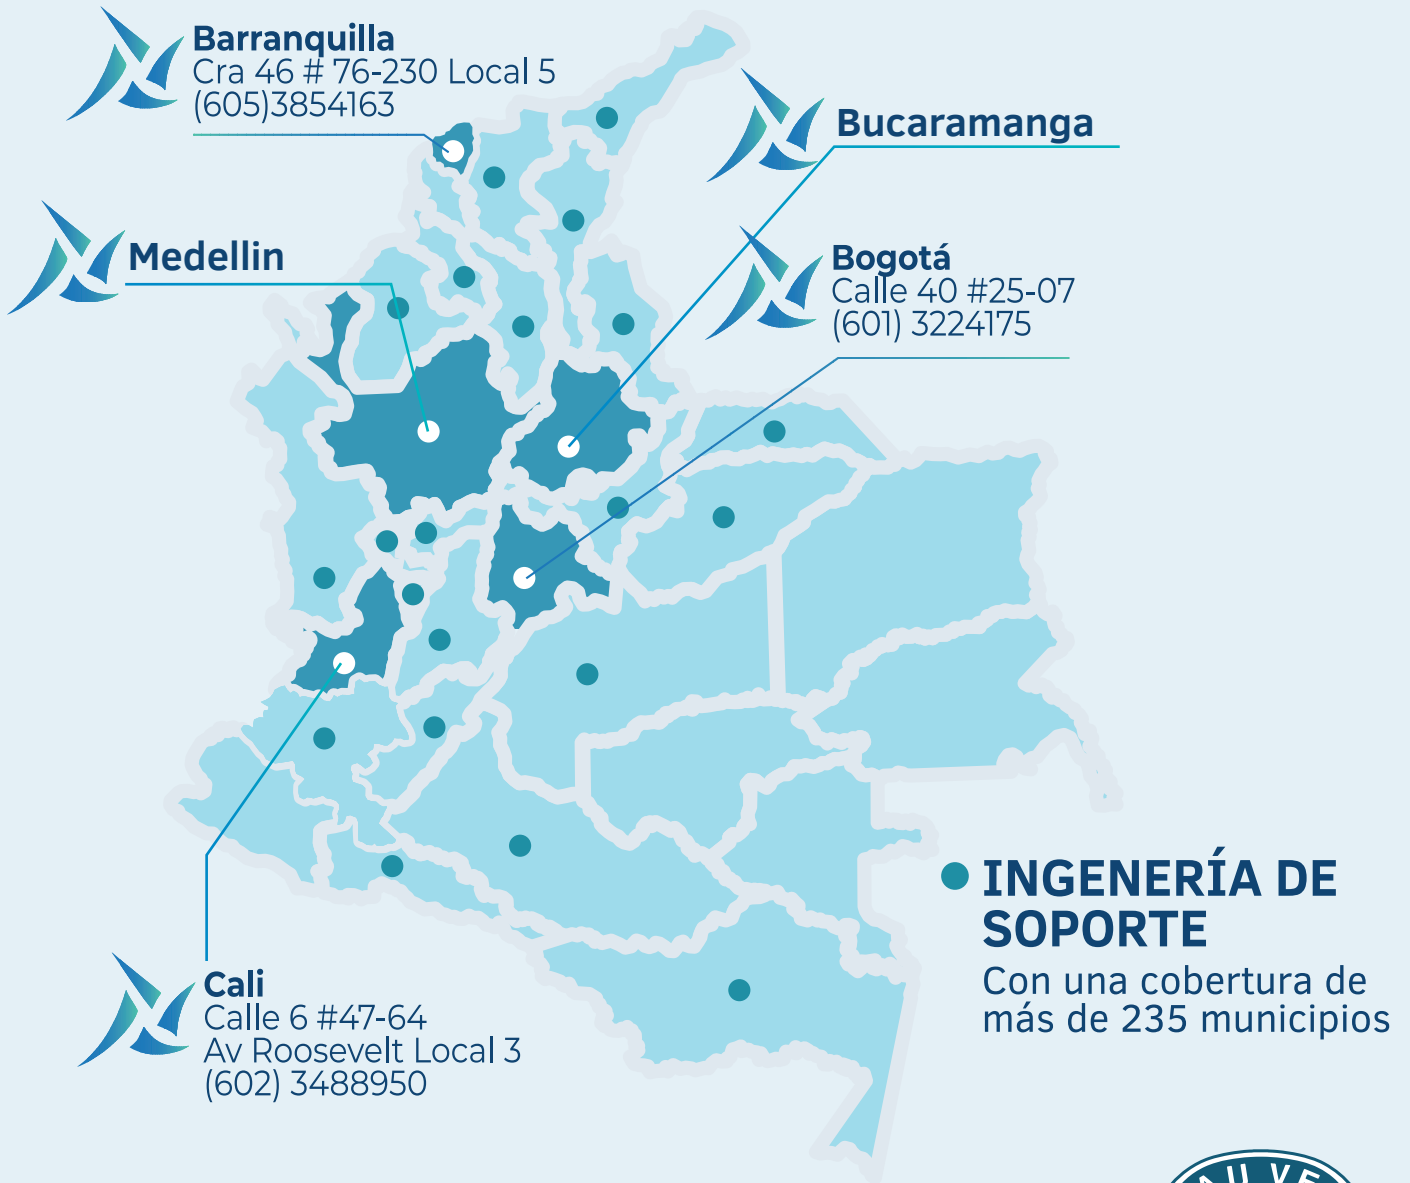 Barranquilla
Cra 46 # 76-230 Local 5
(605)3854163
Bucaramanga
Medellin
Bogotá
Calle 40 #25-07
(601) 3224175
INGENERÍA DE
SOPORTE
Con una cobertura de
más de 235 municipios
Cali
Calle 6 #47-64
Av Roosevelt Local 3
(602) 3488950